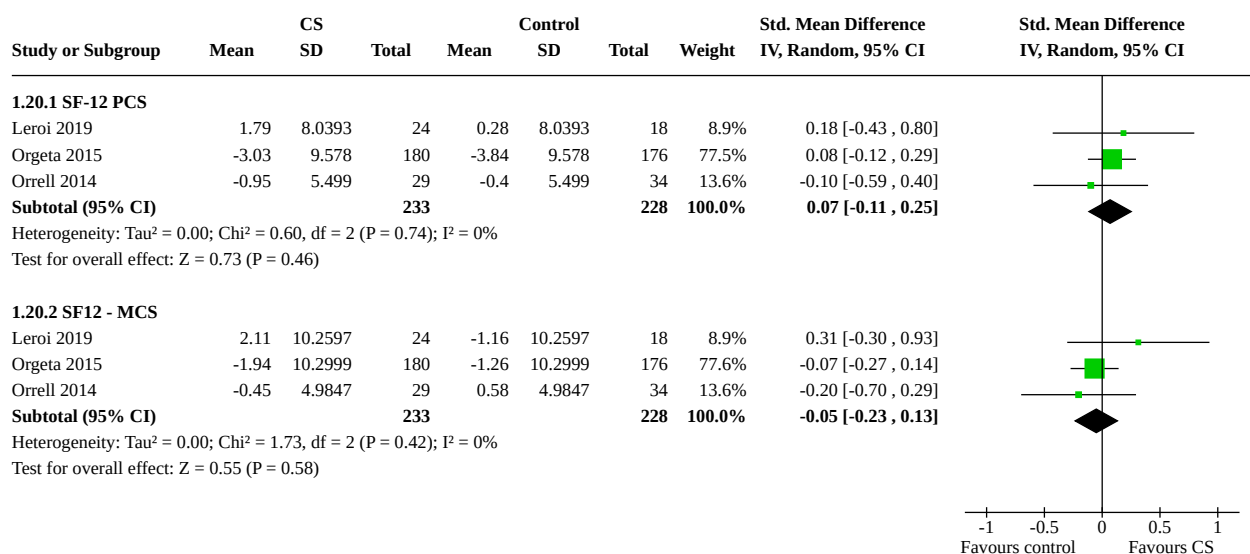 CS Control Std. Mean Difference Std. Mean Difference
Study or Subgroup Mean SD Total Mean SD Total Weight IV, Random, 95% CI IV, Random, 95% CI
1.20.1 SF-12 PCS
Leroi 2019 1.79 8.0393 24 0.28 8.0393 18 8.9% 0.18 [-0.43 , 0.80]
Orgeta 2015 -3.03 9.578 180 -3.84 9.578 176 77.5% 0.08 [-0.12 , 0.29]
Orrell 2014 -0.95 5.499 29 -0.4 5.499 34 13.6% -0.10 [-0.59 , 0.40]
Subtotal (95% CI) 233 228 100.0% 0.07 [-0.11 , 0.25]
Heterogeneity: Tau² = 0.00; Chi² = 0.60, df = 2 (P = 0.74); I² = 0%
Test for overall effect: Z = 0.73 (P = 0.46)
1.20.2 SF12 - MCS
Leroi 2019 2.11 10.2597 24 -1.16 10.2597 18 8.9% 0.31 [-0.30 , 0.93]
Orgeta 2015 -1.94 10.2999 180 -1.26 10.2999 176 77.6% -0.07 [-0.27 , 0.14]
Orrell 2014 -0.45 4.9847 29 0.58 4.9847 34 13.6% -0.20 [-0.70 , 0.29]
Subtotal (95% CI) 233 228 100.0% -0.05 [-0.23 , 0.13]
Heterogeneity: Tau² = 0.00; Chi² = 1.73, df = 2 (P = 0.42); I² = 0%
Test for overall effect: Z = 0.55 (P = 0.58)
-1 -0.5 0 0.5 1
Favours control Favours CS